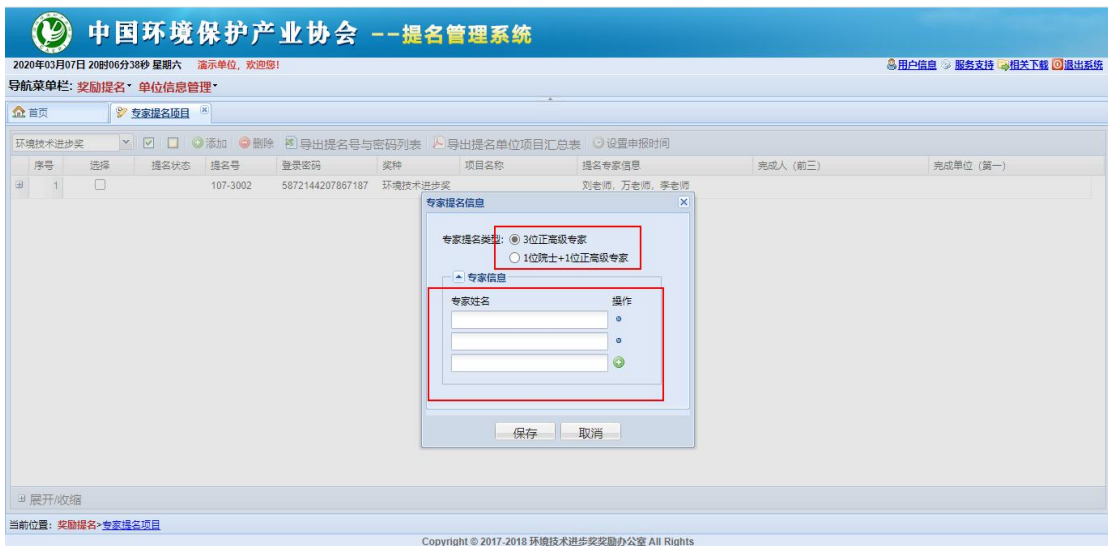 中国环境保护产业协会 --提名管理系统
2020年03月07日 20时06分38秒 星期六 演示单位, 欢迎您! 用户信息 服务支持 相关下载 退出系统
导航菜单栏: 奖励提名 单位信息管理
首页 专家提名项目
环境技术进步奖 添加 删除 导出提名号与密码列表 导出提名单位项目汇总表 设置申报时间
序号 选择 提名状态 提名号 登录密码 奖种 项目名称 提名专家信息 完成人（前三） 完成单位（第一）
1 107-3002 5872144207867187 环境技术进步奖 刘老师, 万老师, 李老师
专家提名信息
专家提名类型: 3位正高级专家
1位院士+1位正高级专家
专家信息
专家姓名 操作
保存 取消
展开/收缩
当前位置: 奖励提名>专家提名项目
Copyright © 2017-2018 环境技术进步奖奖励办公室 All Rights